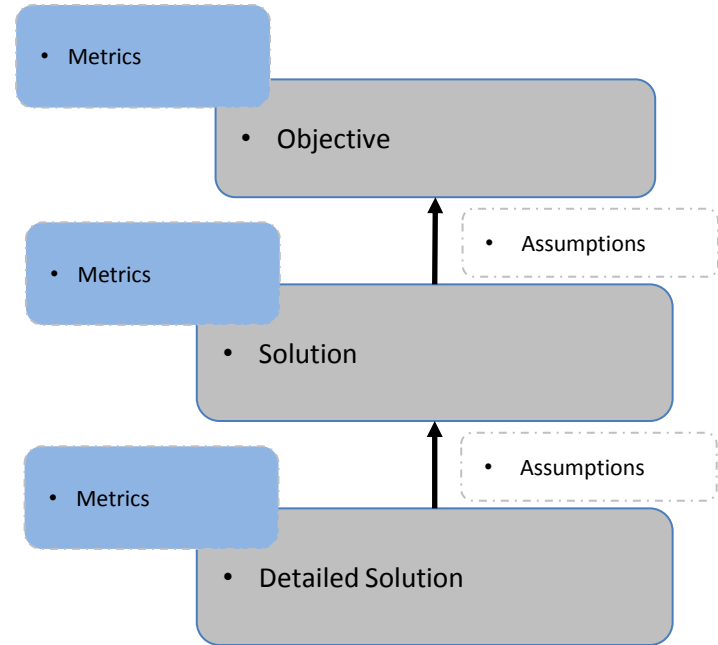 • Metrics
• Objective
• Assumptions
• Metrics
• Solution
• Assumptions
• Metrics
• Detailed Solution